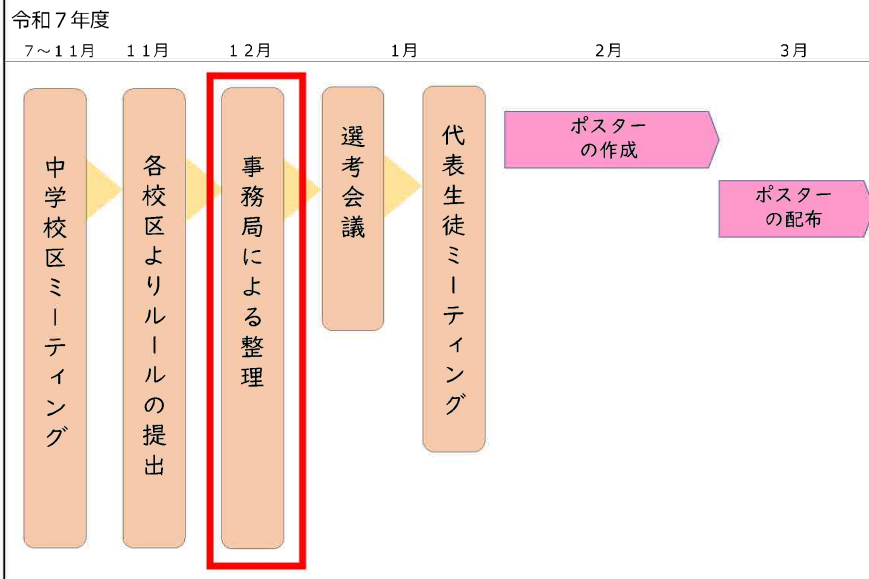 令和7年度
7～11月
11月
12月
1月
2月
3月
中学校区ミーティング
各校区よりルールの提出
事務局による整理
選考会議
代表生徒ミーティング
ポスター
の作成
ポスター
の配布